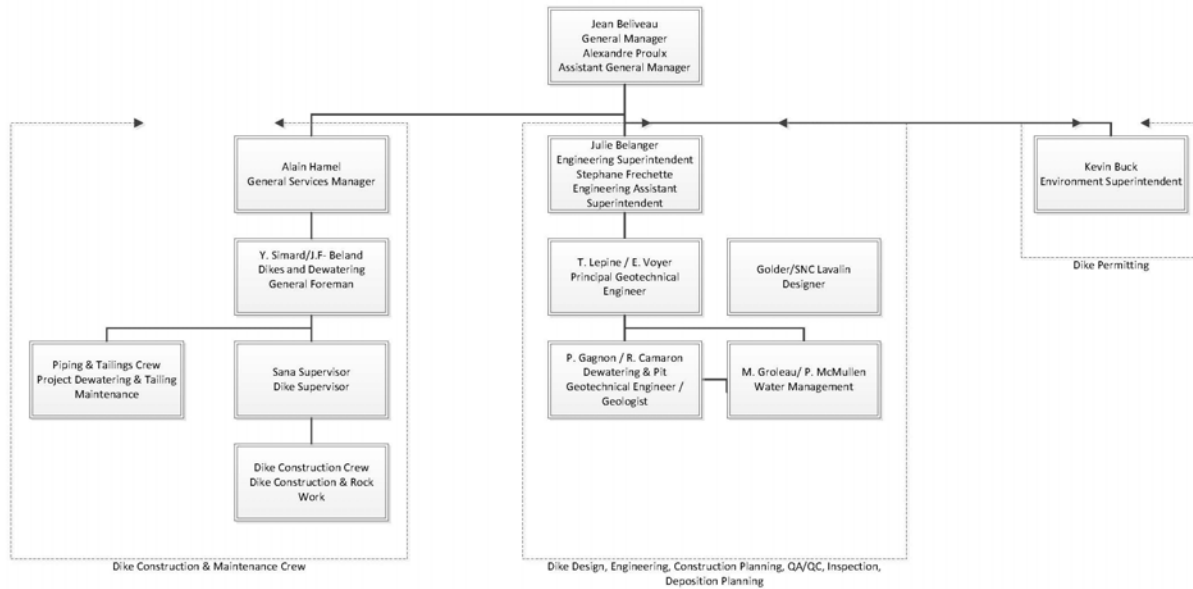 Jean Beliveau
General Manager
Alexandre Proulx
Assistant General Manager
Alain Hamel
General Services Manager
Julie Belanger
Engineering Superintendent
Stephane Frechette
Engineering Assistant
Superintendent
Kevin Buck
Environment Superintendent
Y. Simard/J.F- Beland
Dikes and Dewatering
General Foreman
T. Lepine / E. Voyer
Principal Geotechnical
Engineer
Golder/SNC Lavalin
Designer
Dike Permitting
Piping & Tailings Crew
Project Dewatering & Tailing
Maintenance
Sana Supervisor
Dike Supervisor
P. Gagnon / R. Camaron
Dewatering & Pit
Geotechnical Engineer /
Geologist
M. Groleau/ P. McMullen
Water Management
Dike Construction Crew
Dike Construction & Rock
Work
Dike Construction & Maintenance Crew
Dike Design, Engineering, Construction Planning, QA/QC, Inspection,
Deposition Planning